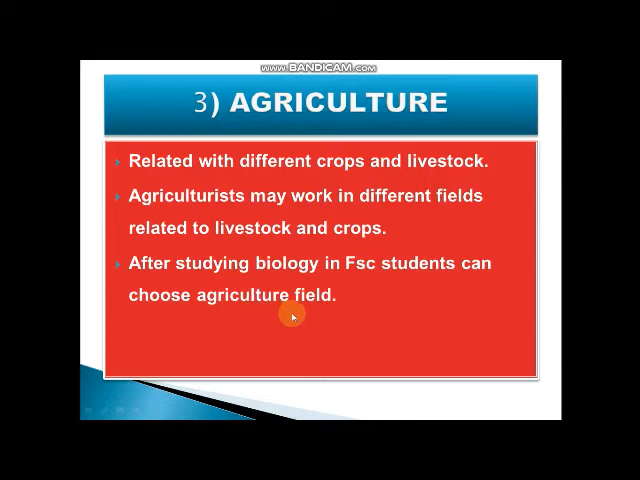 www.BANDICAM.com
3) AGRICULTURE
Related with different crops and livestock.
Agriculturists may work in different fields
related to livestock and crops.
After studying biology in Fsc students can
choose agriculture field.